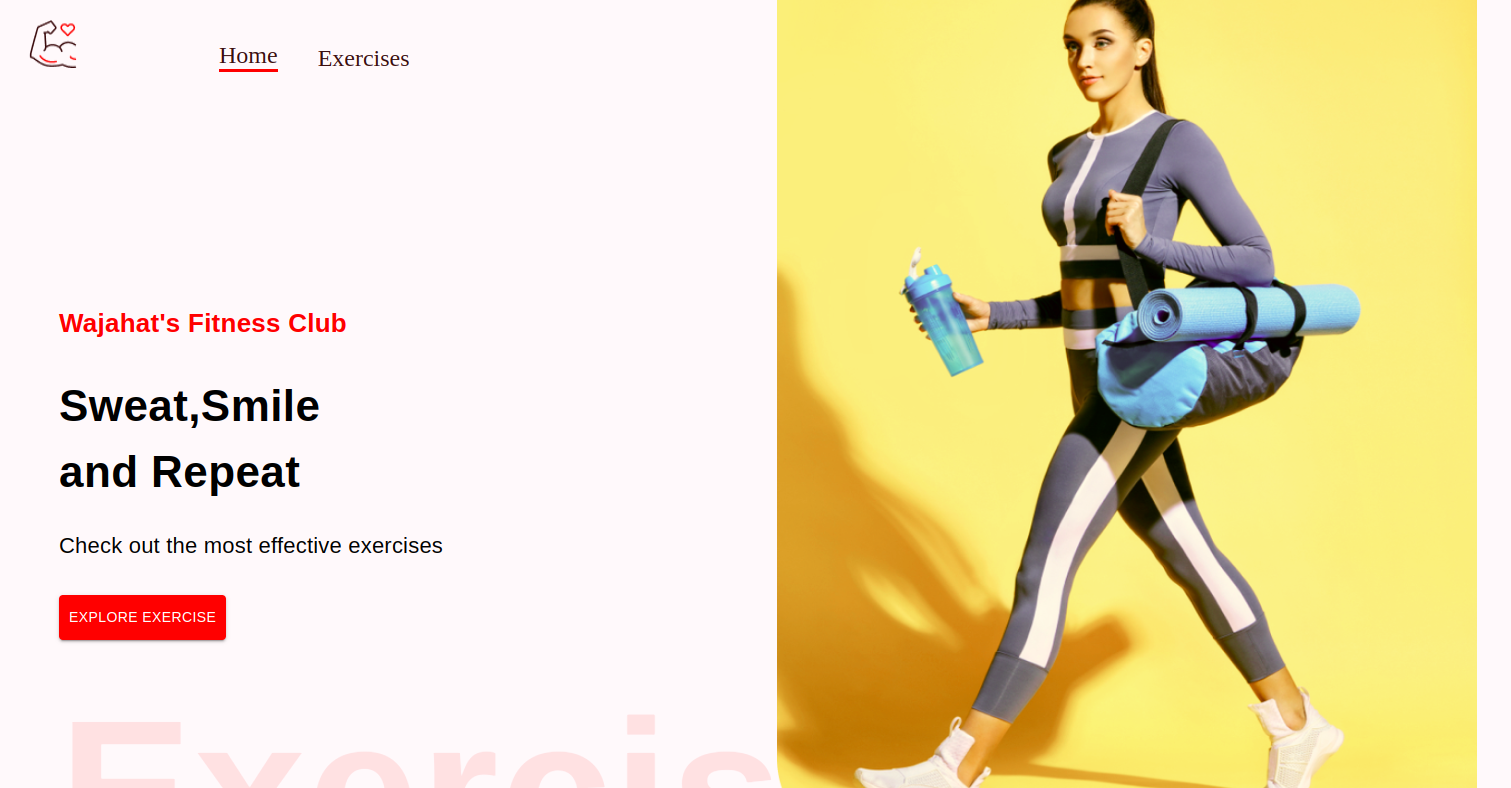 Home
Exercises
Wajahat's Fitness Club
Sweat,Smile
and Repeat
Check out the most effective exercises
EXPLORE EXERCISE
Exercis